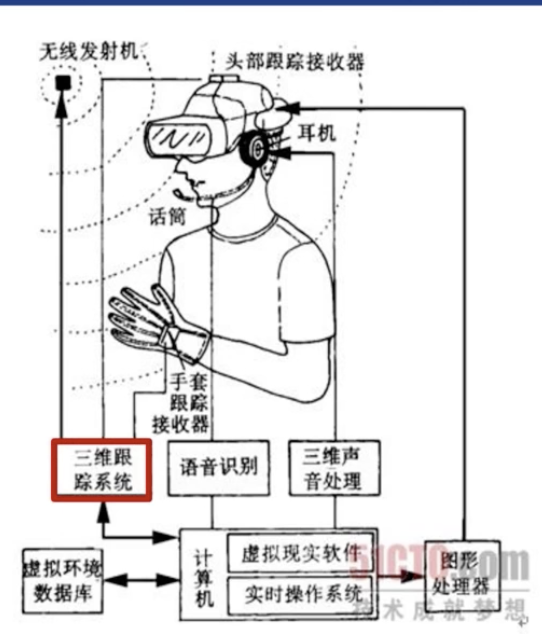 无线发射机
头部跟踪接收器
耳机
话筒
手套
跟踪
接收器
三维跟
踪系统
语音识别
三维声
音处理
计
算
机
虚拟现实软件
实时操作系统
虚拟环境
数据库
图形
处理器
51CTO.com
技术成就梦想